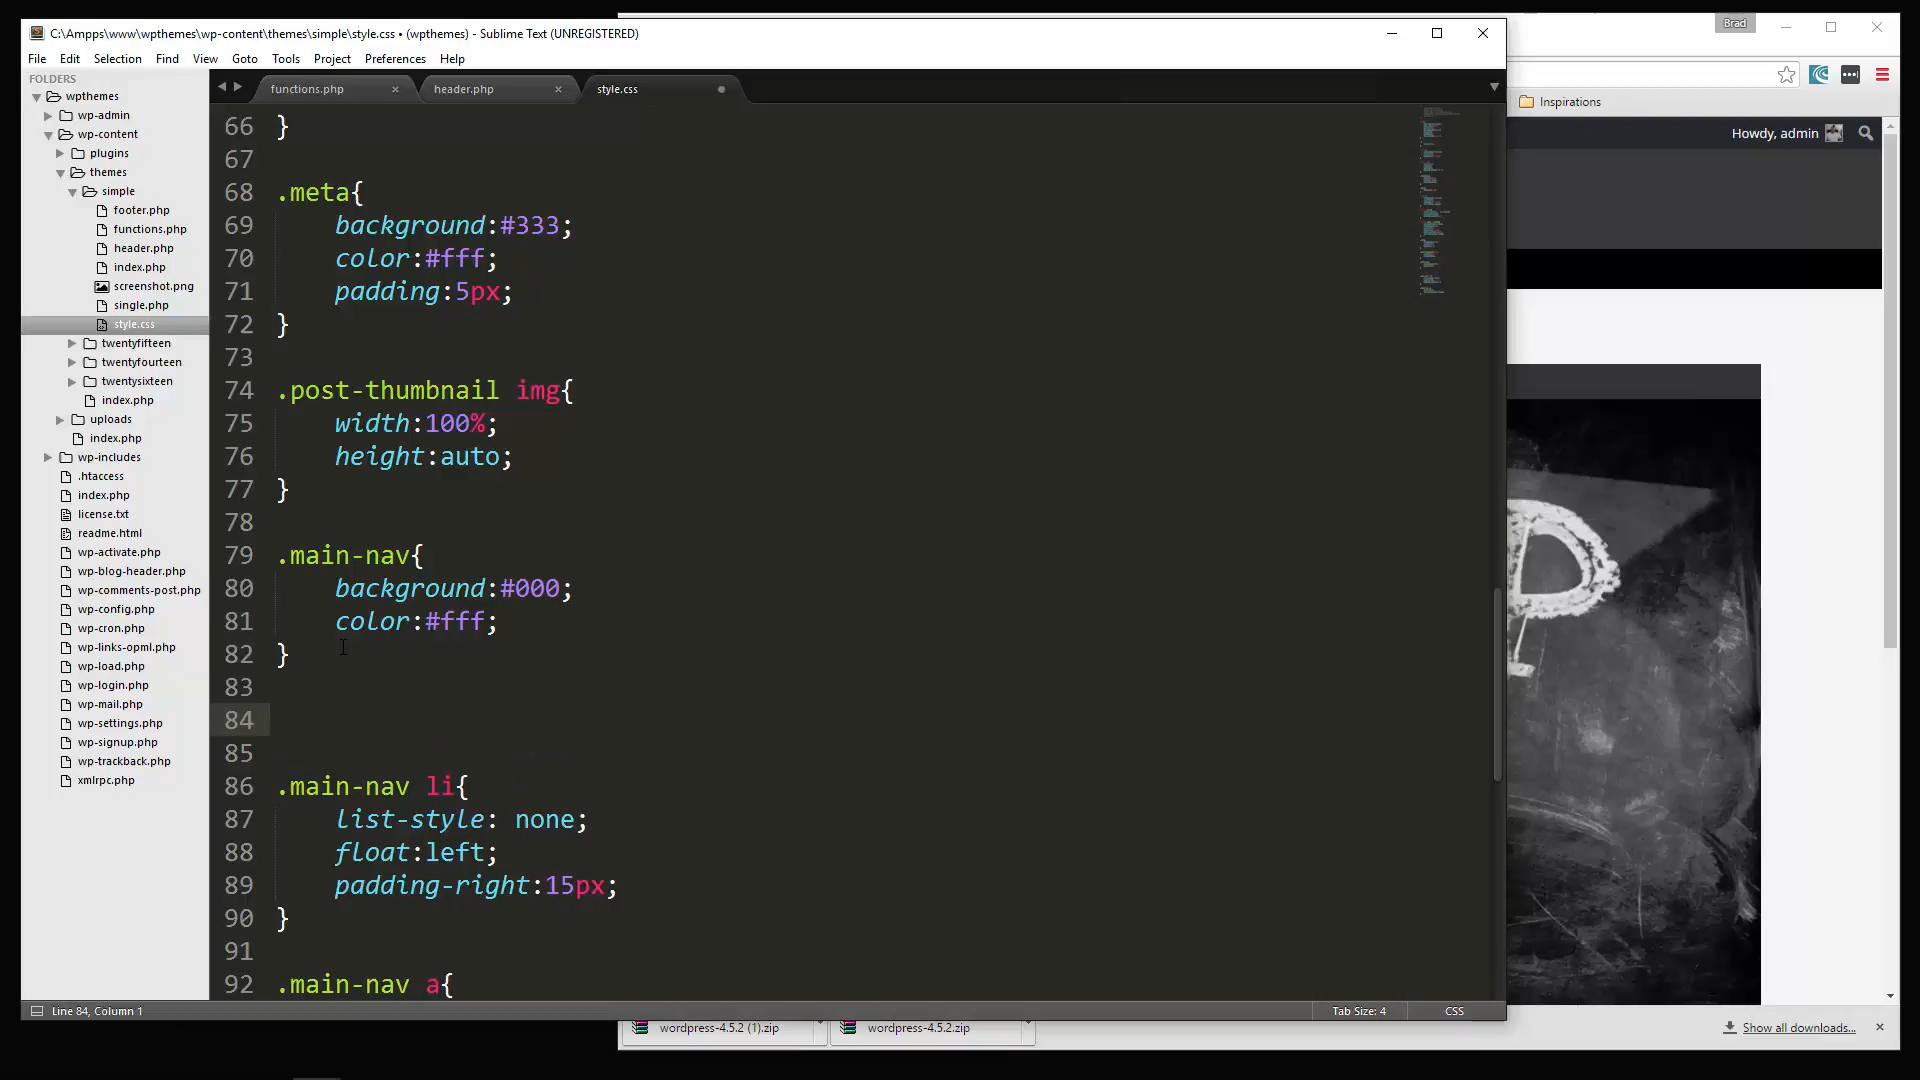 Brad
C:\Ampps\www\wpthemes\wp-content\themes\simple\style.css • (wpthemes) - Sublime Text (UNREGISTERED)
File Edit Selection Find View Goto Tools Project Preferences Help
FOLDERS
wpthemes
wp-admin
wp-content
plugins
themes
simple
footer.php
functions.php
header.php
index.php
screenshot.png
single.php
style.css
twentyfifteen
twentyfourteen
twentysixteen
index.php
uploads
index.php
wp-includes
.htaccess
index.php
license.txt
readme.html
wp-activate.php
wp-blog-header.php
wp-comments-post.php
wp-config.php
wp-cron.php
wp-links-opml.php
wp-load.php
wp-login.php
wp-mail.php
wp-settings.php
wp-signup.php
wp-trackback.php
xmlrpc.php
functions.php header.php style.css
66 }
67
68 .meta{
69 background:#333;
70 color:#fff;
71 padding:5px;
72 }
73
74 .post-thumbnail img{
75 width:100%;
76 height:auto;
77 }
78
79 .main-nav{
80 background:#000;
81 color:#fff;
82 }
83
84
85
86 .main-nav li{
87 list-style: none;
88 float:left;
89 padding-right:15px;
90 }
91
92 .main-nav a{
Line 84, Column 1
Tab Size: 4
CSS
Inspirations
Howdy, admin
wordpress-4.5.2 (1).zip
wordpress-4.5.2.zip
Show all downloads...